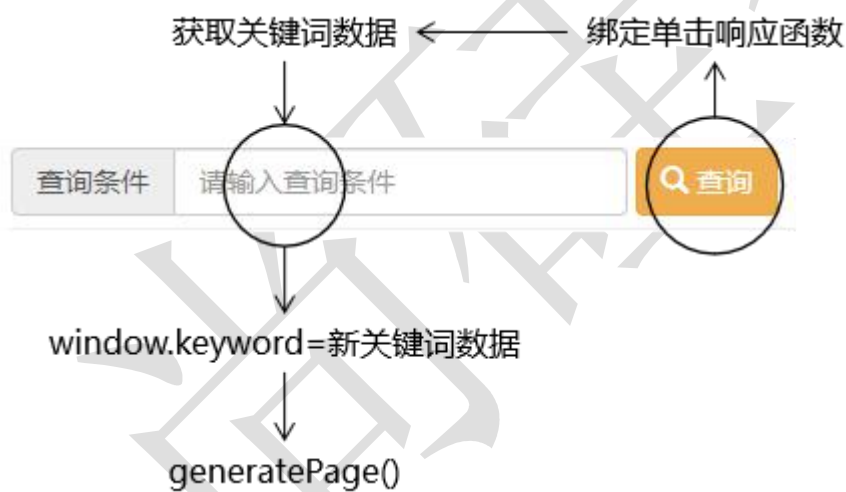 获取关键词数据
绑定单击响应函数
查询条件
请输入查询条件
查询
window.keyword=新关键词数据
generatePage()